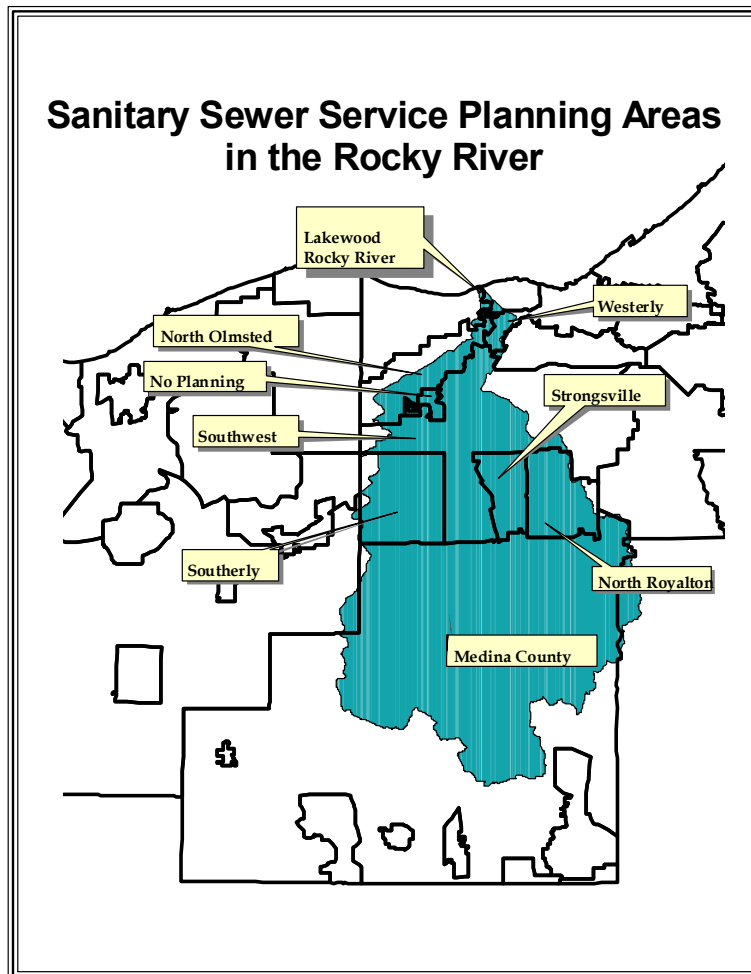 Sanitary Sewer Service Planning Areas
in the Rocky River
Lakewood
Rocky River
Westerly
North Olmsted
No Planning
Strongsville
Southwest
Southerly
North Royalton
Medina County